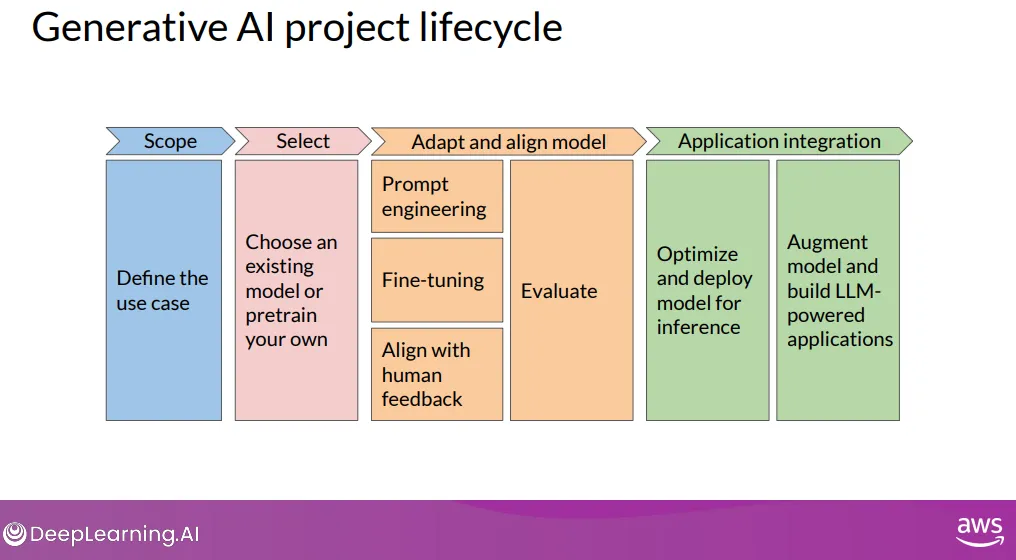 Generative AI project lifecycle
Scope
Select
Adapt and align model
Application integration
Define the
use case
Choose an
existing
model or
pretrain
your own
Prompt
engineering
Fine-tuning
Align with
human
feedback
Evaluate
Optimize
and deploy
model for
inference
Augment
model and
build LLM-
powered
applications
DeepLearning.AI
aws